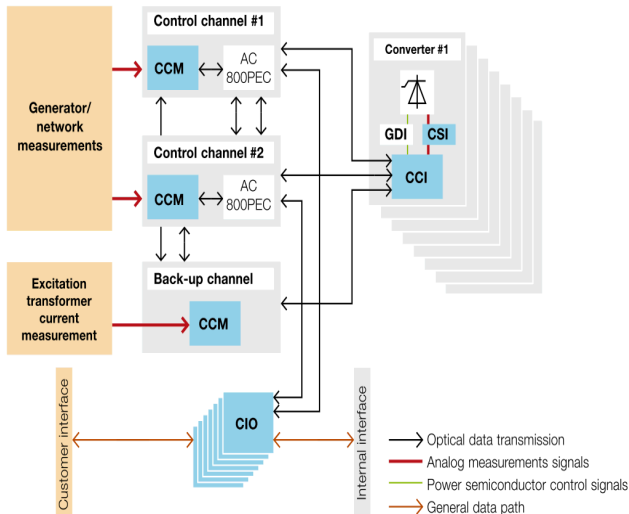 Control channel #1
CCM
AC
800PEC
Generator/
network
measurements
Control channel #2
CCM
AC
800PEC
Converter #1
GDI
CSI
CCI
Excitation
transformer
current
measurement
Back-up channel
CCM
CIO
Customer interface
Internal interface
Optical data transmission
Analog measurements signals
Power semiconductor control signals
General data path